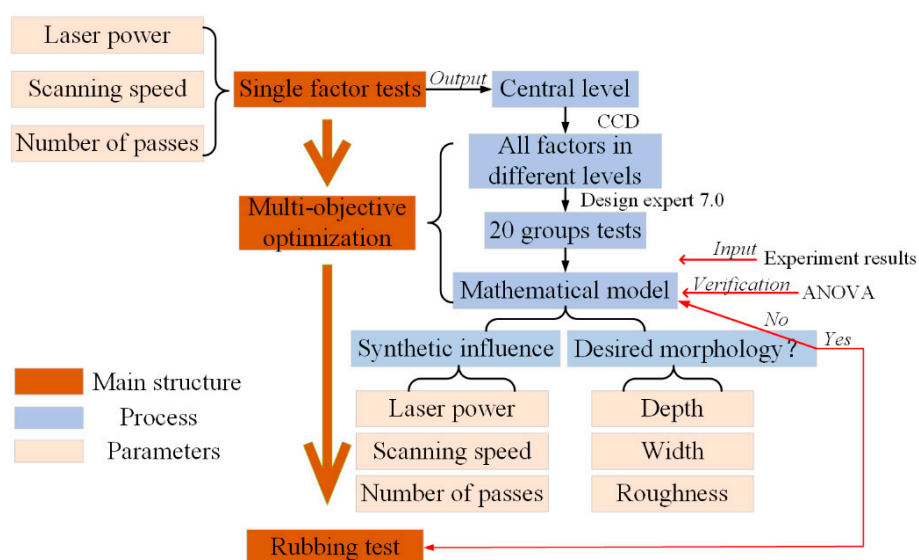 Laser power
Scanning speed
Number of passes
Single factor tests
Output
Central level
CCD
All factors in
different levels
Design expert 7.0
Multi-objective
optimization
20 groups tests
Input
Experiment results
Mathematical model
Verification
ANOVA
No
Yes
Synthetic influence
Desired morphology?
Laser power
Scanning speed
Number of passes
Depth
Width
Roughness
Main structure
Process
Parameters
Rubbing test